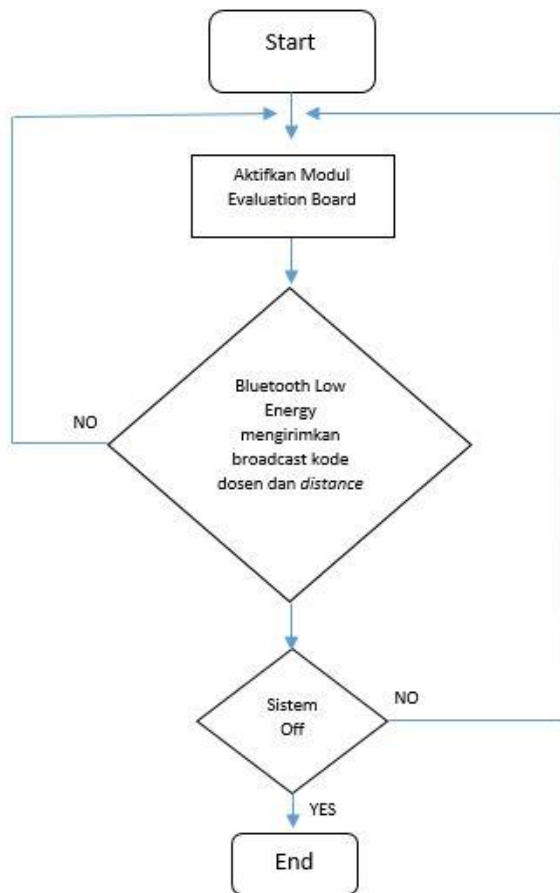 Start
Aktifkan Modul
Evaluation Board
Bluetooth Low
Energy
mengirimkan
broadcast kode
dosen dan distance
NO
Sistem
Off
NO
YES
End